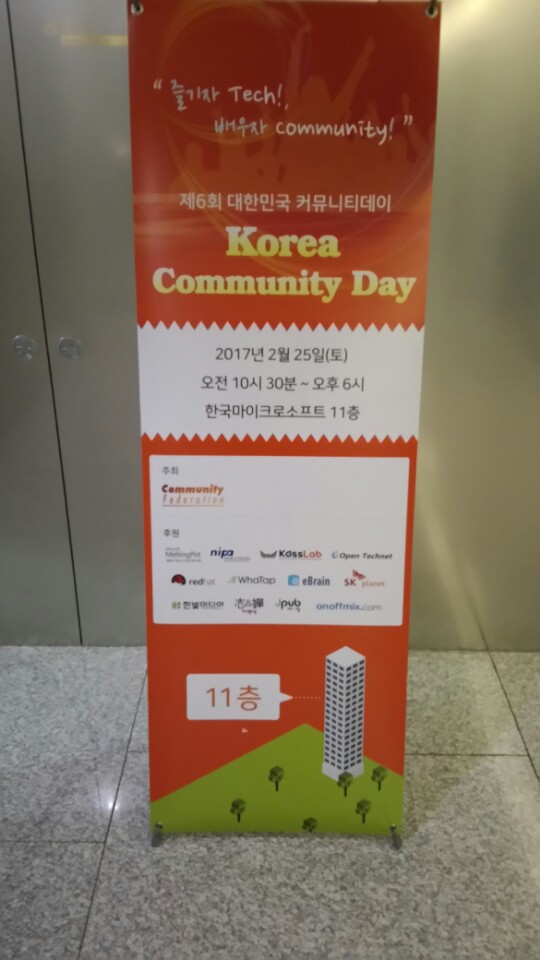 “ 즐기자 Tech!,
배우자 community! ”
제6회 대한민국 커뮤니티데이
Korea
Community Day
2017년 2월 25일(토)
오전 10시 30분 ~ 오후 6시
한국마이크로소프트 11층
주최
Community
Federation
후원
MeltingPot nipa KossLab Open Technet
redhat WhaTap eBrain SK planet
한빛미디어 Jpub onoffmix.com
11층